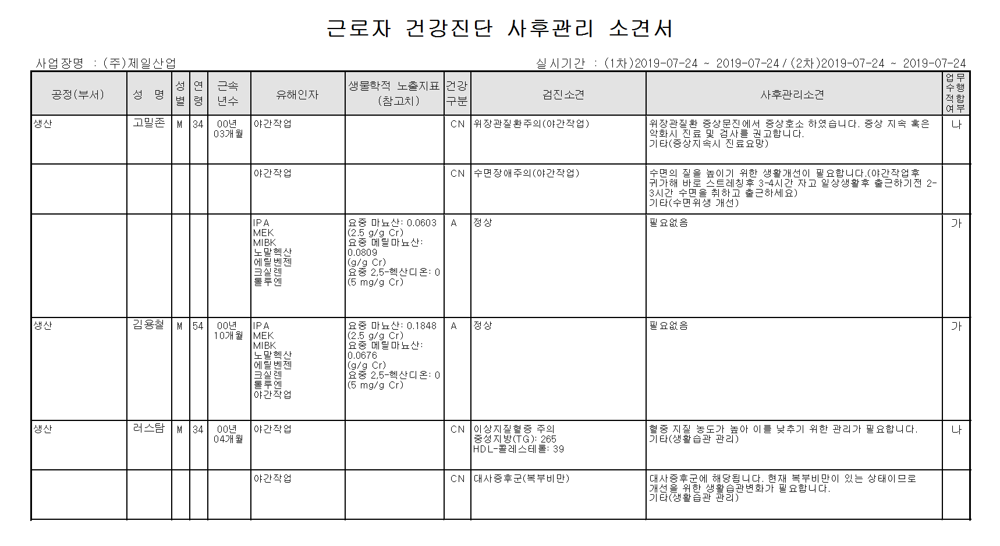 근로자 건강진단 사후관리 소견서
사업장명 : (주)제일산업
실시기간 : (1차)2019-07-24 ~ 2019-07-24 / (2차)2019-07-24 ~ 2019-07-24
공정(부서) 성 명 성별 연령 근속년수 유해인자 생물학적 노출지표(참고치) 건강구분 검진소견 사후관리소견 업무수행적합여부
생산 고밀존 M 34 00년 야간작업 CN 위장관질환주의(야간작업) 위장관질환 증상문진에서 증상호소 하였습니다. 증상 지속 혹은 나
03개월 악화시 진료 및 검사를 권고합니다.
기타(증상지속시 진료요망)
야간작업 CN 수면장애주의(야간작업) 수면의 질을 높이기 위한 생활개선이 필요합니다.(야간작업후
귀가해 바로 스트레칭후 3-4시간 자고 일상생활후 출근하기전 2-
3시간 수면을 취하고 출근하세요)
기타(수면위생 개선)
IPA 요중 마뇨산: 0.0603 A 정상 필요없음 가
MEK (2.5 g/g Cr)
MIBK 요중 메틸마뇨산:
노말헥산 0.0809
에틸벤젠 (g/g Cr)
크실렌 요중 2,5-헥산디온: 0
톨루엔 (5 mg/g Cr)
생산 김용철 M 54 00년 IPA 요중 마뇨산: 0.1848 A 정상 필요없음 가
10개월 MEK (2.5 g/g Cr)
MIBK 요중 메틸마뇨산:
노말헥산 0.0676
에틸벤젠 (g/g Cr)
크실렌 요중 2,5-헥산디온: 0
톨루엔 (5 mg/g Cr)
야간작업
생산 러스탐 M 34 00년 야간작업 CN 이상지질혈증 주의 혈중 지질 농도가 높아 이를 낮추기 위한 관리가 필요합니다. 나
04개월 중성지방(TG): 265 기타(생활습관 관리)
HDL-콜레스테롤: 39
야간작업 CN 대사증후군(복부비만) 대사증후군에 해당됩니다. 현재 복부비만이 있는 상태이므로
개선을 위한 생활습관변화가 필요합니다.
기타(생활습관 관리)